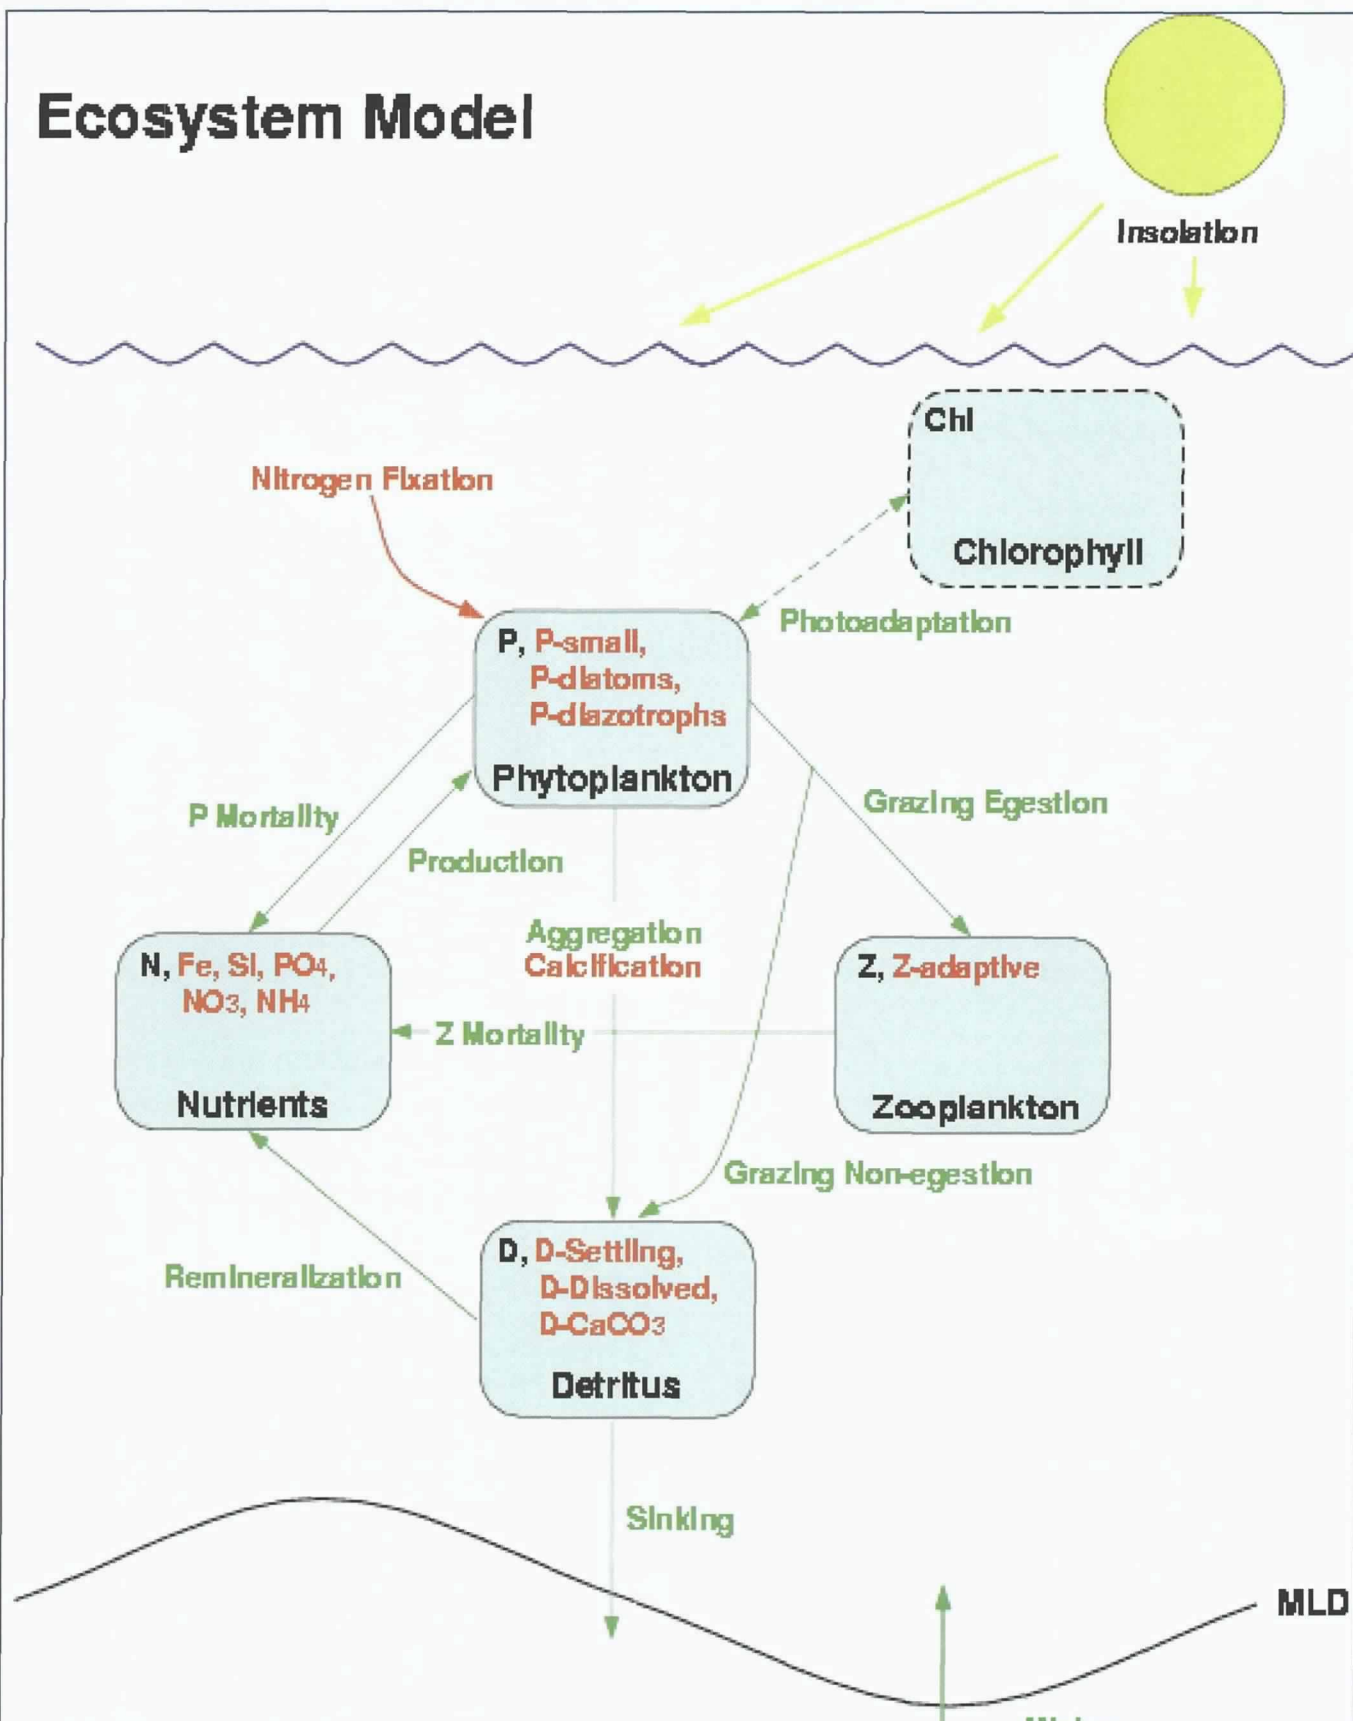 Ecosystem Model
Insolation
Chl
Chlorophyll
Nitrogen Fixation
Photoadaptation
P, P-small,
P-diatoms,
P-diazotrophs
Phytoplankton
P Mortality
Grazing Egestion
Production
Aggregation
Calcification
N, Fe, Si, PO4,
NO3, NH4
Nutrients
Z, Z-adaptive
Zooplankton
Z Mortality
Grazing Non-egestion
Remineralization
D, D-Settling,
D-Dissolved,
D-CaCO3
Detritus
Sinking
MLD